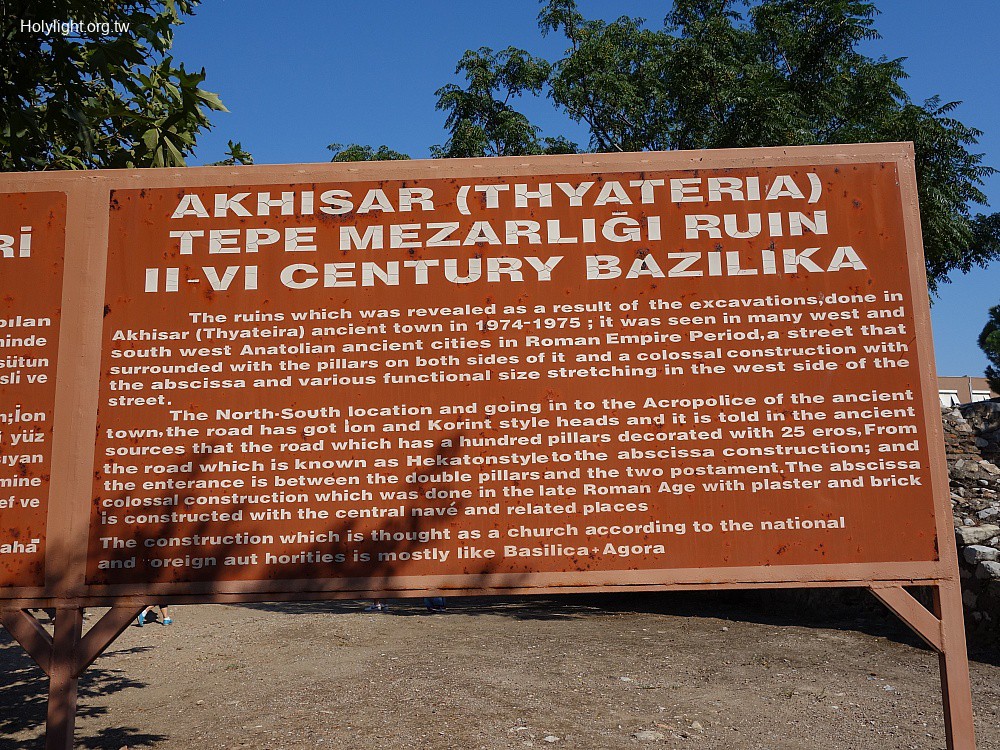 Holylight.org.tw
Rİ
pılan
minde
sütun
sli ve
n;İon
i yüz
ıyan
mine
ef ve
aha
AKHISAR (THYATERIA)
TEPE MEZARLIĞI RUIN
II-VI CENTURY BAZILIKA
The ruins which was revealed as a result of the excavations,done in
Akhisar (Thyateira) ancient town in 1974-1975 ; it was seen in many west and
south west Anatolian ancient cities in Roman Empire Period,a street that
surrounded with the pillars on both sides of it and a colossal construction with
the abscissa and various functional size stretching in the west side of the
street.
The North-South location and going in to the Acropolice of the ancient
town,the road has got İon and Korint style heads and it is told in the ancient
sources that the road which has a hundred pillars decorated with 25 eros,From
the road which is known as Hekatonstyle to the abscissa construction; and
the enterance is between the double pillars and the two postament.The abscissa
colossal construction which was done in the late Roman Age with plaster and brick
is constructed with the central navé and related places
The construction which is thought as a church according to the national
and oreign aut horities is mostly like Basilica+Agora